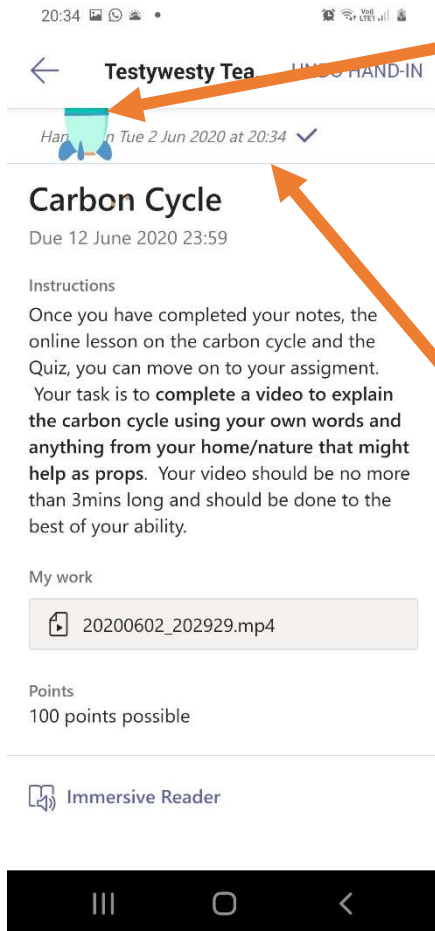 20:34
Testywesty Tea... UNDO HAND-IN
Han n Tue 2 Jun 2020 at 20:34
Carbon Cycle
Due 12 June 2020 23:59
Instructions
Once you have completed your notes, the
online lesson on the carbon cycle and the
Quiz, you can move on to your assigment.
Your task is to complete a video to explain
the carbon cycle using your own words and
anything from your home/nature that might
help as props. Your video should be no more
than 3mins long and should be done to the
best of your ability.
My work
20200602_202929.mp4
Points
100 points possible
Immersive Reader